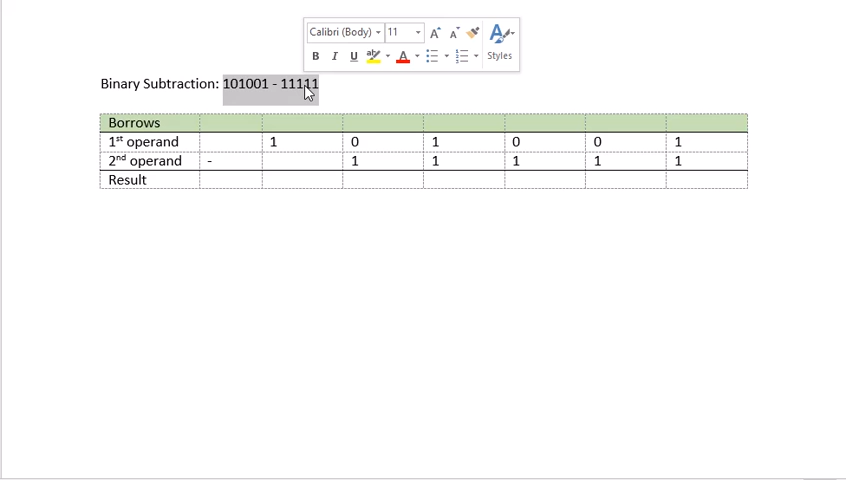 Calibri (Body) 11 A A A
B I U ab A Styles
Binary Subtraction: 101001 - 11111
Borrows
1st operand 1 0 1 0 0 1
2nd operand - 1 1 1 1 1
Result